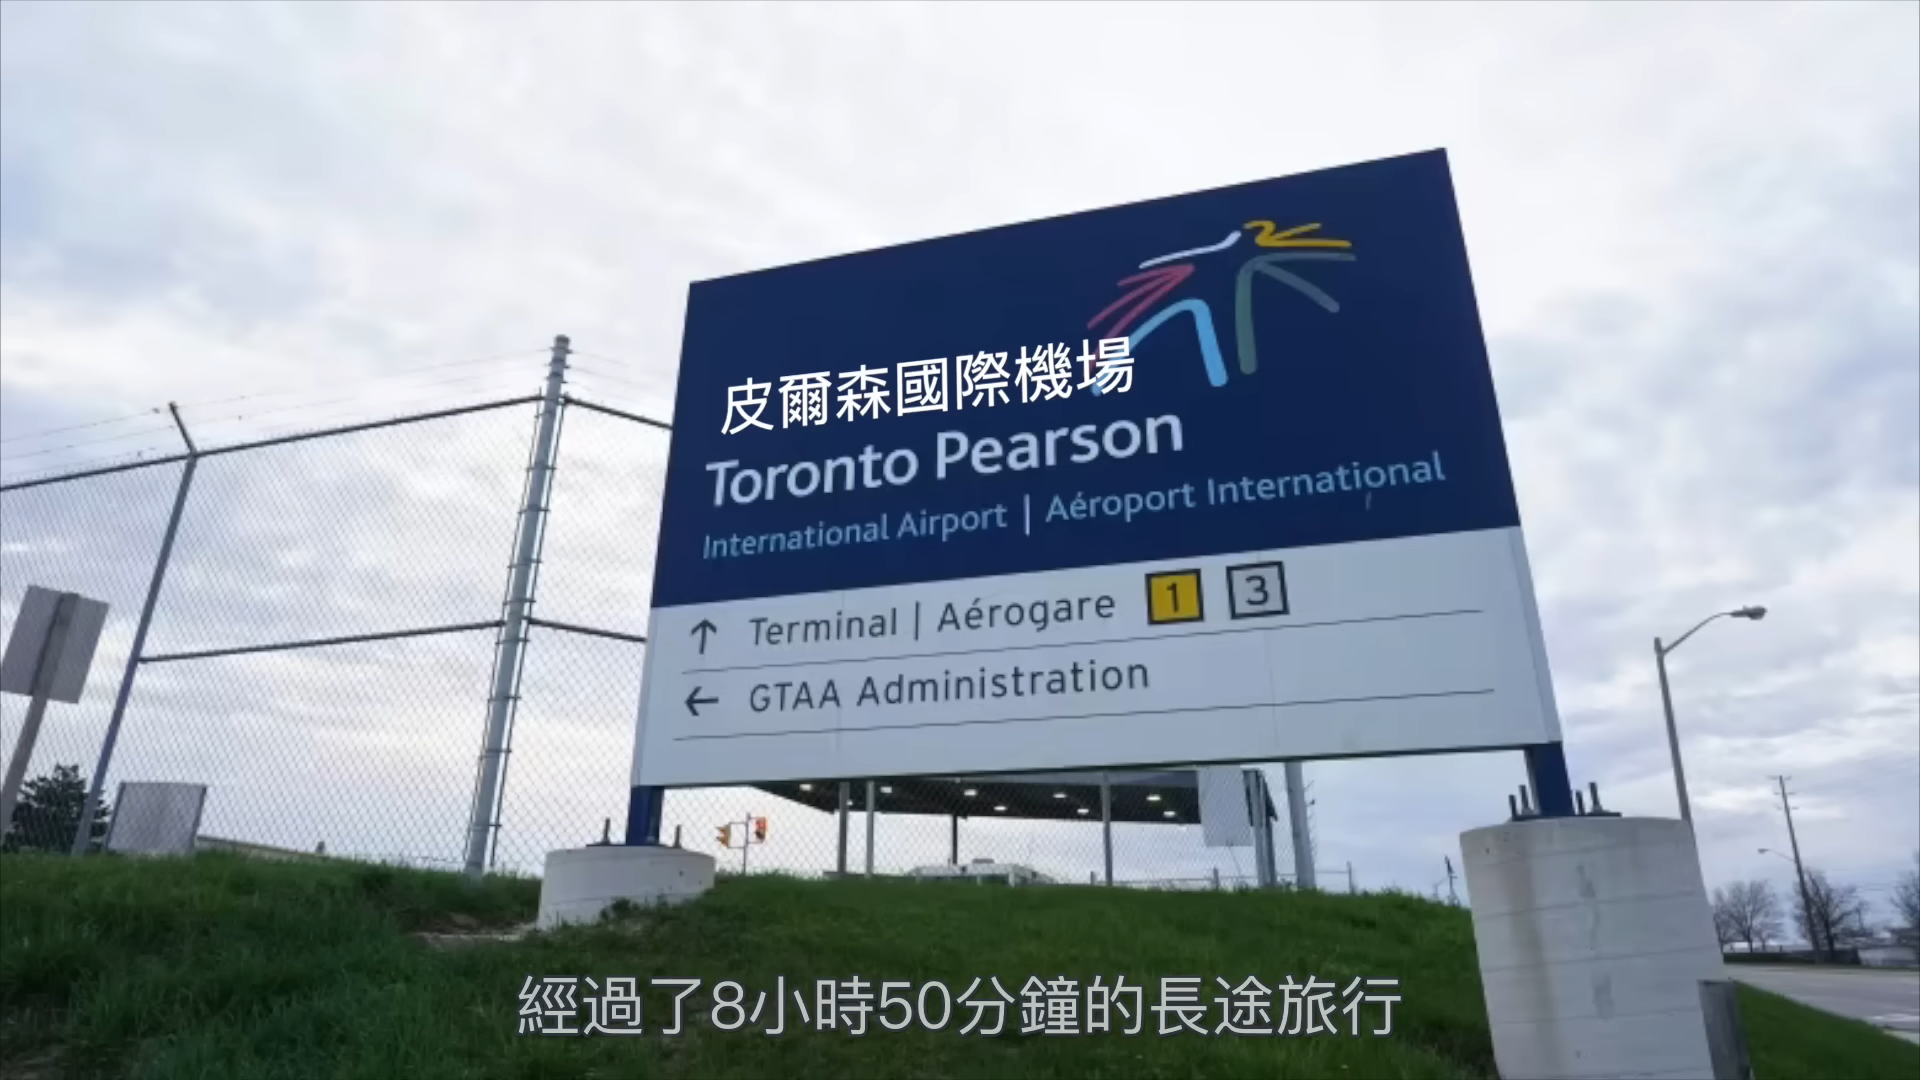 皮爾森國際機場
Toronto Pearson
International Airport | Aéroport International
↑ Terminal | Aérogare 1 3
← GTAA Administration
經過了8小時50分鐘的長途旅行